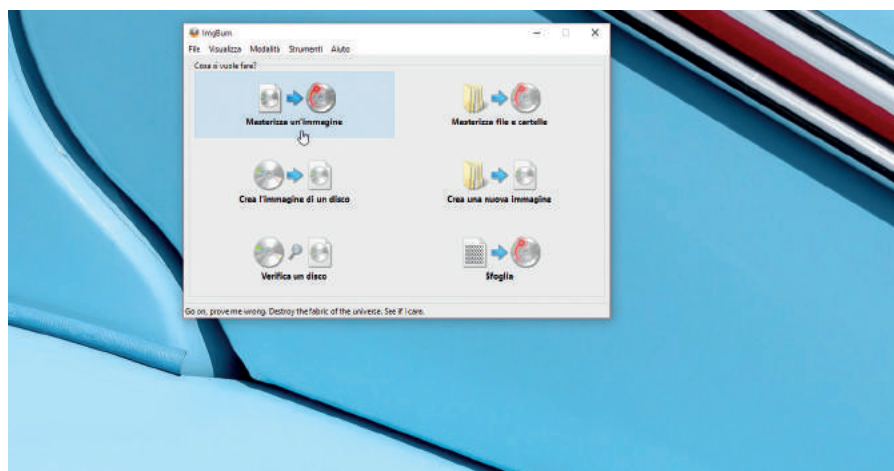 ImgBurn
File Visualizza Modalità Strumenti Aiuto
Cosa si vuole fare?
Masterizza un'immagine
Masterizza file e cartelle
Crea l'immagine di un disco
Crea una nuova immagine
Verifica un disco
Sfoglia
Go on, prove me wrong. Destroy the fabric of the universe. See if I care.